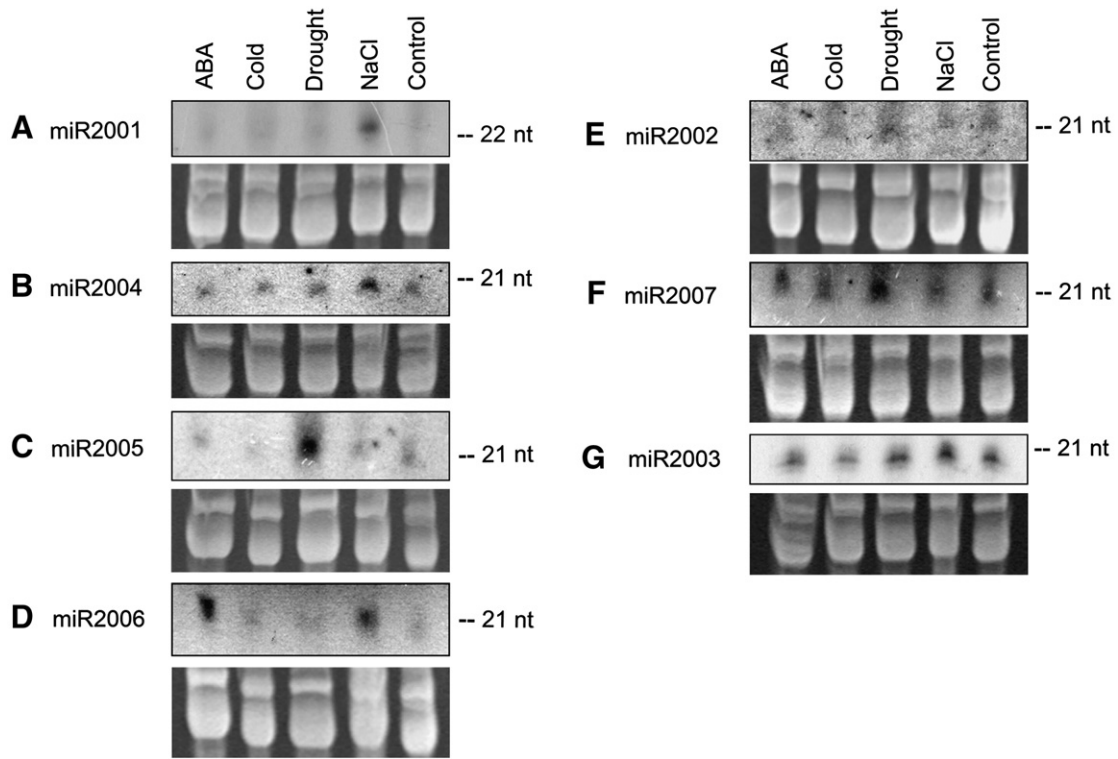 ABA Cold Drought NaCl Control
A miR2001 -- 22 nt
B miR2004 -- 21 nt
C miR2005 -- 21 nt
D miR2006 -- 21 nt
ABA Cold Drought NaCl Control
E miR2002 -- 21 nt
F miR2007 -- 21 nt
G miR2003 -- 21 nt